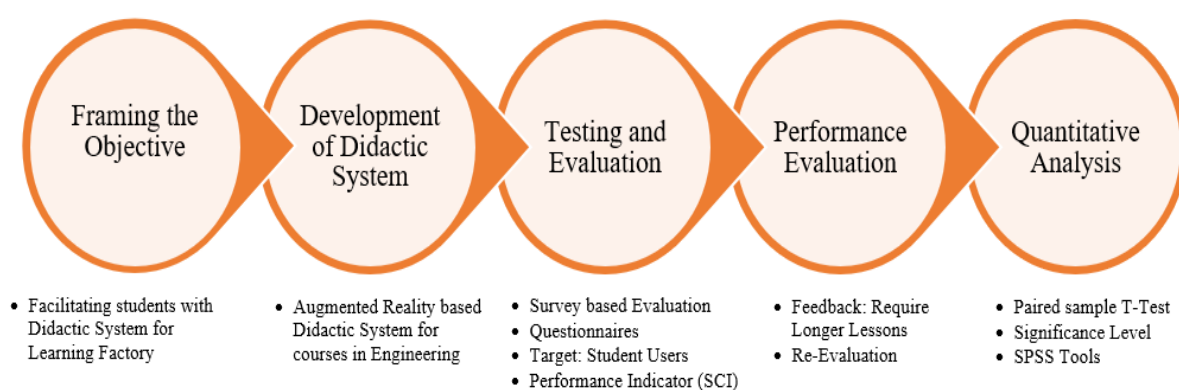 Framing the
Objective
Development
of Didactic
System
Testing and
Evaluation
Performance
Evaluation
Quantitative
Analysis
• Facilitating students with
Didactic System for
Learning Factory
• Augmented Reality based
Didactic System for
courses in Engineering
• Survey based Evaluation
• Questionnaires
• Target: Student Users
• Performance Indicator (SCI)
• Feedback: Require
Longer Lessons
• Re-Evaluation
• Paired sample T-Test
• Significance Level
• SPSS Tools